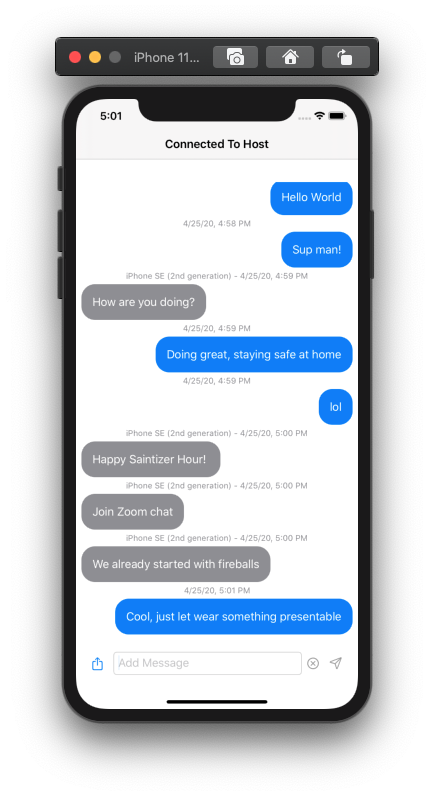 iPhone 11...
5:01
Connected To Host
Hello World
4/25/20, 4:58 PM
Sup man!
iPhone SE (2nd generation) - 4/25/20, 4:59 PM
How are you doing?
4/25/20, 4:59 PM
Doing great, staying safe at home
4/25/20, 4:59 PM
lol
iPhone SE (2nd generation) - 4/25/20, 5:00 PM
Happy Saintizer Hour!
iPhone SE (2nd generation) - 4/25/20, 5:00 PM
Join Zoom chat
iPhone SE (2nd generation) - 4/25/20, 5:00 PM
We already started with fireballs
4/25/20, 5:01 PM
Cool, just let wear something presentable
Add Message